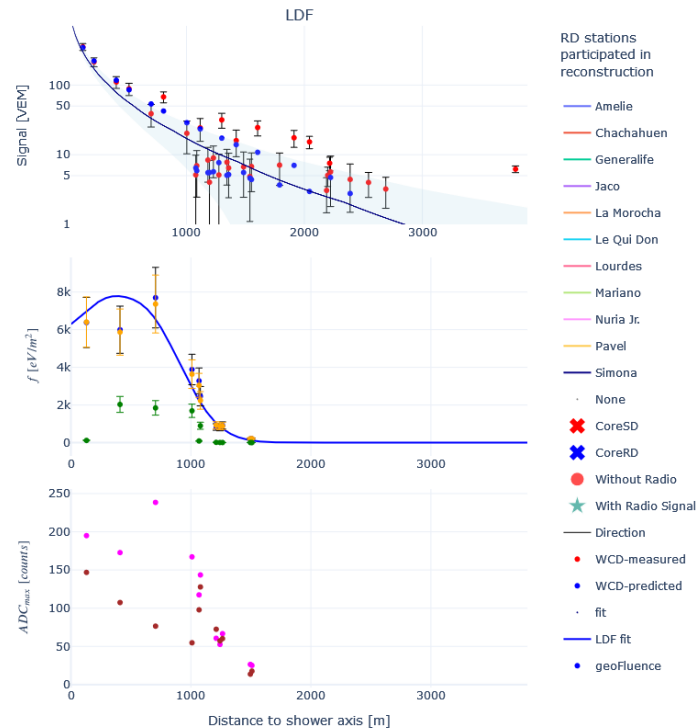 LDF
Signal [VEM]
100
50
10
5
1
1000
2000
3000
f [eV/m²]
8k
6k
4k
2k
0
0
1000
2000
3000
ADCmax [counts]
250
200
150
100
50
0
0
1000
2000
3000
Distance to shower axis [m]
RD stations
participated in
reconstruction
Amelie
Chachahuen
Generalife
Jaco
La Morocha
Le Qui Don
Lourdes
Mariano
Nuria Jr.
Pavel
Simona
None
CoreSD
CoreRD
Without Radio
With Radio Signal
Direction
WCD-measured
WCD-predicted
fit
LDF fit
geoFluence